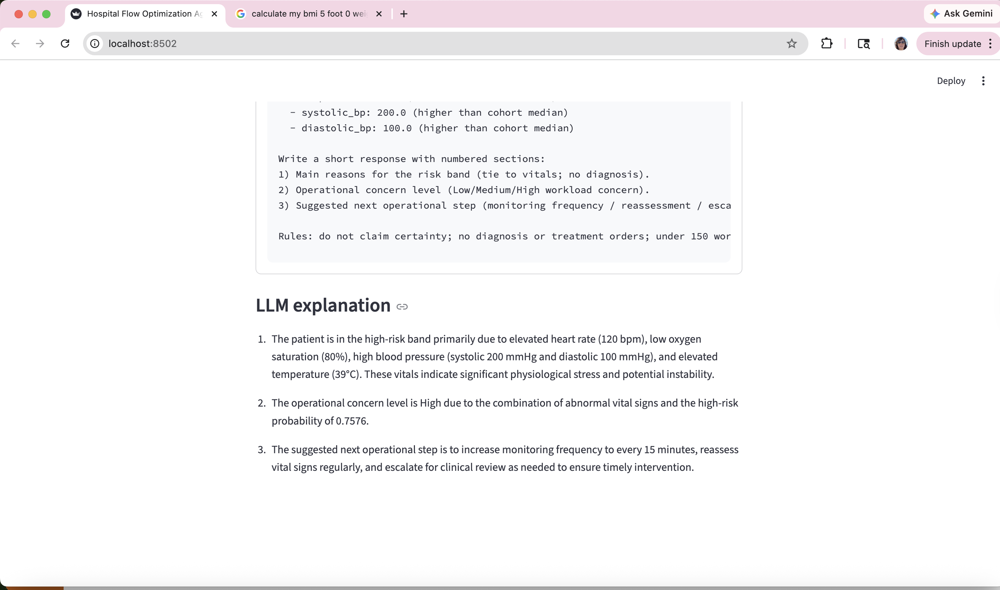 Hospital Flow Optimization
calculate my bmi 5 foot 0
Ask Gemini
localhost:8502
Finish update
Deploy
- systolic_bp: 200.0 (higher than cohort median)
- diastolic_bp: 100.0 (higher than cohort median)
Write a short response with numbered sections:
1) Main reasons for the risk band (tie to vitals; no diagnosis).
2) Operational concern level (Low/Medium/High workload concern).
3) Suggested next operational step (monitoring frequency / reassessment / esca
Rules: do not claim certainty; no diagnosis or treatment orders; under 150 wor
LLM explanation
1. The patient is in the high-risk band primarily due to elevated heart rate (120 bpm), low oxygen
saturation (80%), high blood pressure (systolic 200 mmHg and diastolic 100 mmHg), and elevated
temperature (39°C). These vitals indicate significant physiological stress and potential instability.
2. The operational concern level is High due to the combination of abnormal vital signs and the high-risk
probability of 0.7576.
3. The suggested next operational step is to increase monitoring frequency to every 15 minutes, reassess
vital signs regularly, and escalate for clinical review as needed to ensure timely intervention.